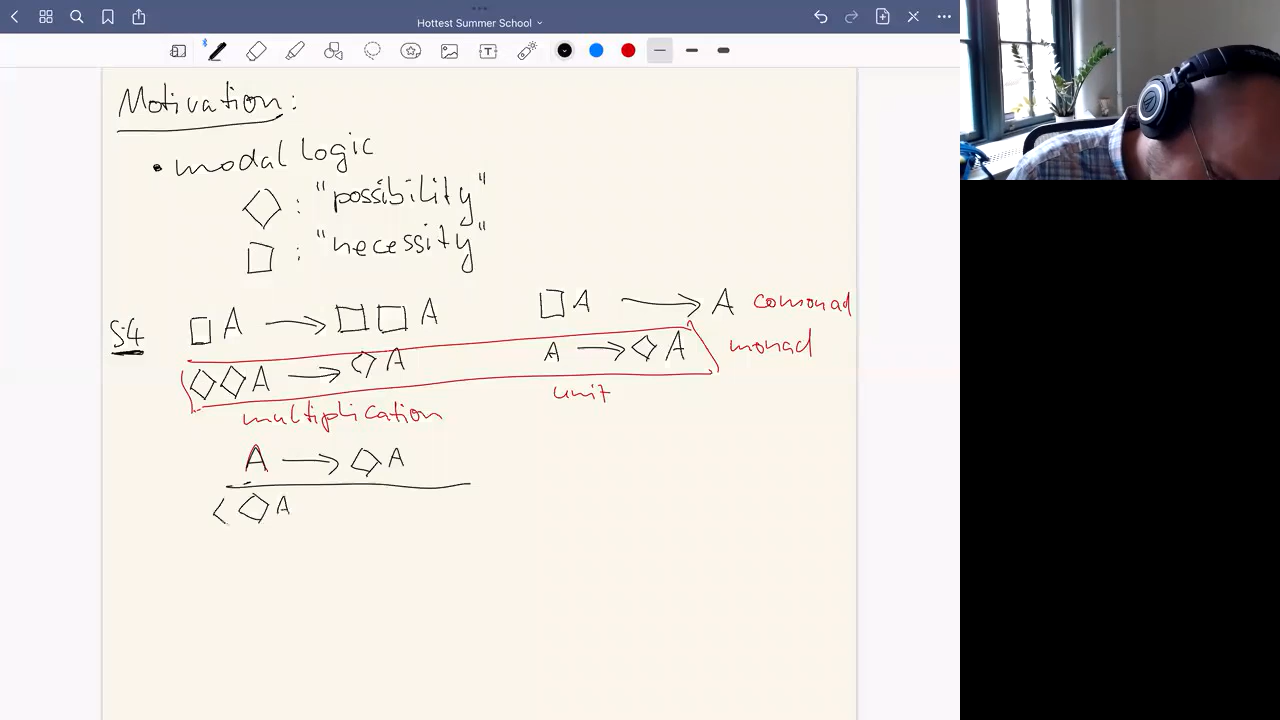 Hottest Summer School
Motivation:
• modal logic
◇ : "possibility"
□ : "necessity"
S4 □A → □□A □A → A comonad
◇◇A → ◇A A → ◇A monad
multiplication unit
A → ◇A
<◇A